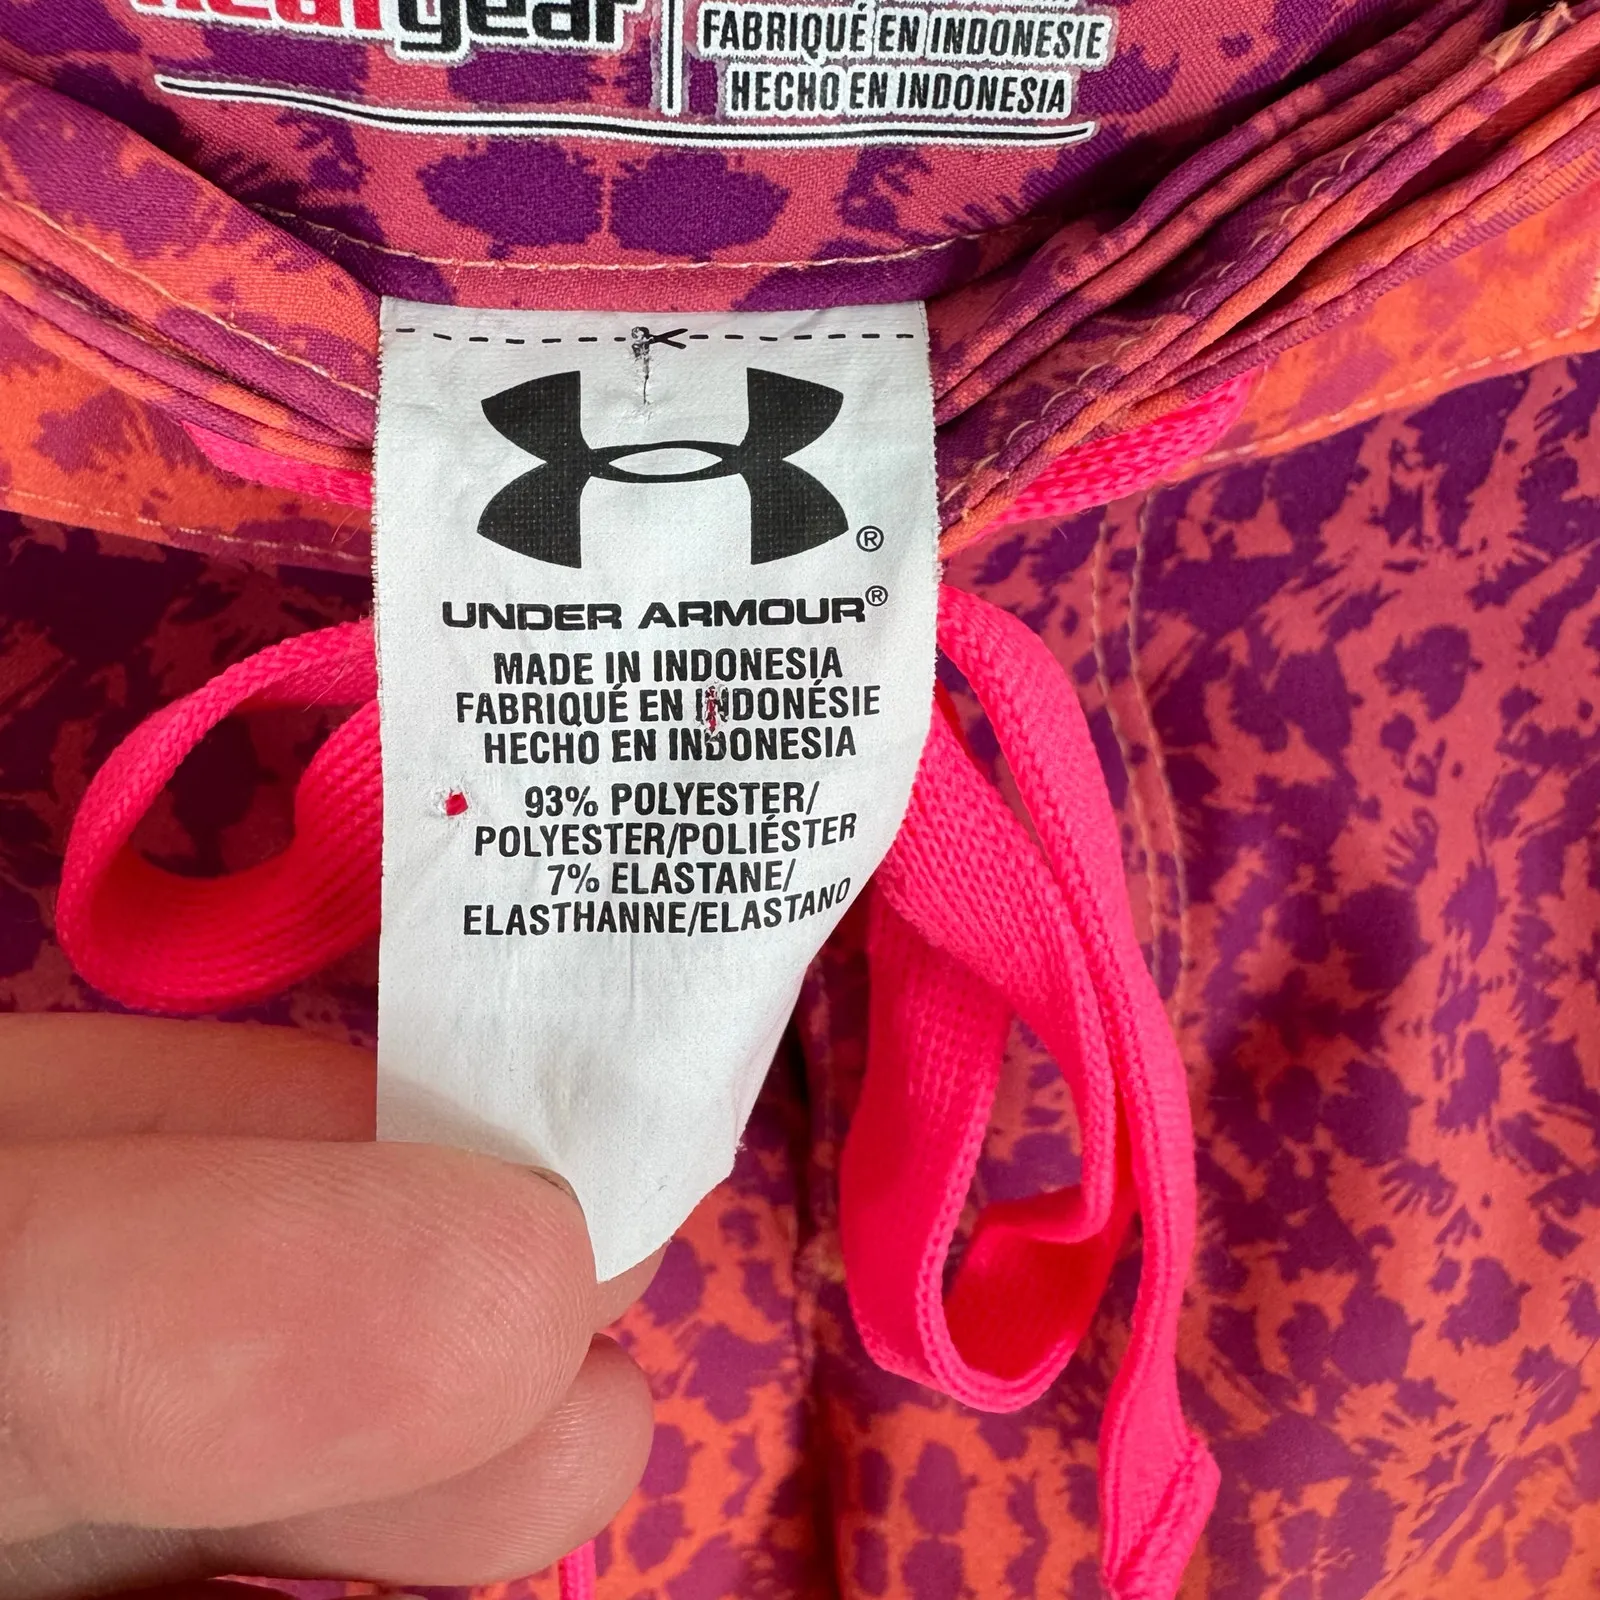 heatgear
FABRIQUÉ EN INDONESIE
HECHO EN INDONESIA
®
UNDER ARMOUR®
MADE IN INDONESIA
FABRIQUÉ EN INDONÉSIE
HECHO EN INDONESIA
93% POLYESTER/
POLYESTER/POLIÉSTER
7% ELASTANE/
ELASTHANNE/ELASTANO